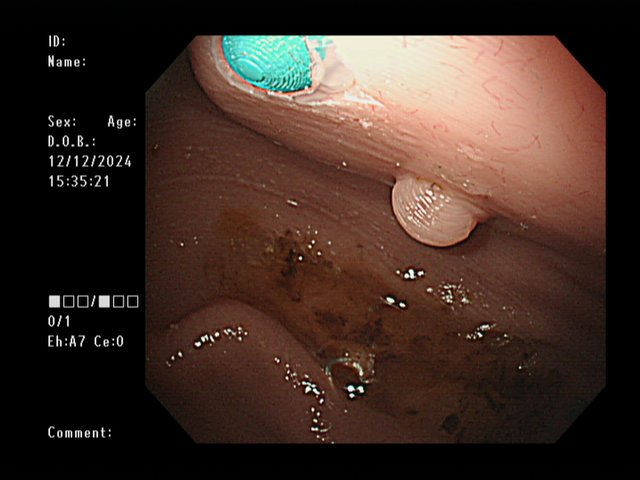 ID:
Name:
Sex: Age:
D.O.B.:
12/12/2024
15:35:21
■□□/■□□
0/1
Eh:A7 Ce:0
Comment: